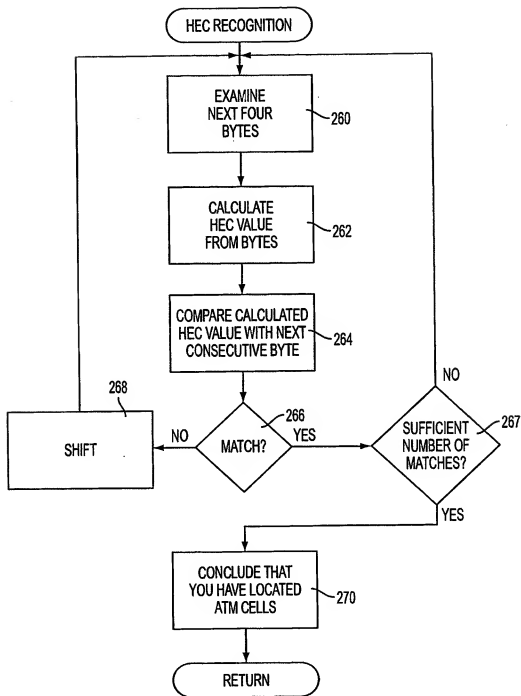 HEC RECOGNITION
EXAMINE
NEXT FOUR
BYTES
260
CALCULATE
HEC VALUE
FROM BYTES
262
COMPARE CALCULATED
HEC VALUE WITH NEXT
CONSECUTIVE BYTE
264
268
SHIFT
NO
266
MATCH?
YES
NO
267
SUFFICIENT
NUMBER OF
MATCHES?
YES
CONCLUDE THAT
YOU HAVE LOCATED
ATM CELLS
270
RETURN